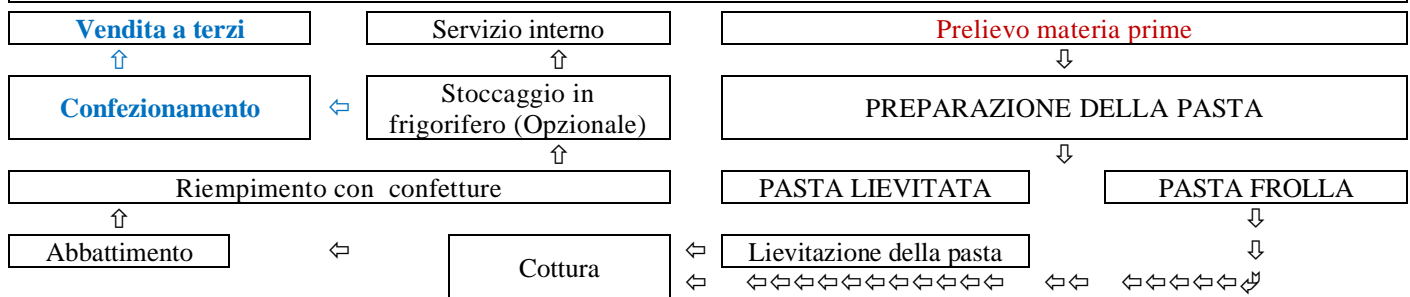 Vendita a terzi
Servizio interno
Prelievo materia prime
⇧
⇧
⇩
Confezionamento
⇦
Stoccaggio in
frigorifero (Opzionale)
PREPARAZIONE DELLA PASTA
⇧
⇩
Riempimento con confetture
PASTA LIEVITATA
PASTA FROLLA
⇧
⇩
Abbattimento
⇦
Cottura
⇦
Lievitazione della pasta
⇩
⇦
⇦⇦⇦⇦⇦⇦⇦⇦⇦⇦⇦
⇦⇦
⇦⇦⇦⇦⇦